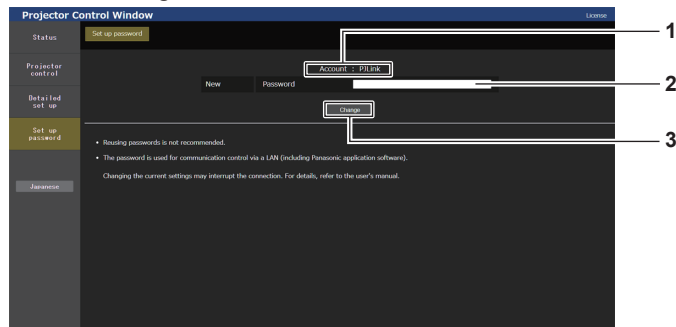 Projector Control Window
License
Status
Set up password
1
Projector
control
Account : PJLink
New Password
2
Detailed
set up
Change
Set up
password
3
• Reusing passwords is not recommended.
• The password is used for communication control via a LAN (including Panasonic application software).
Changing the current settings may interrupt the connection. For details, refer to the user's manual.
Japanese